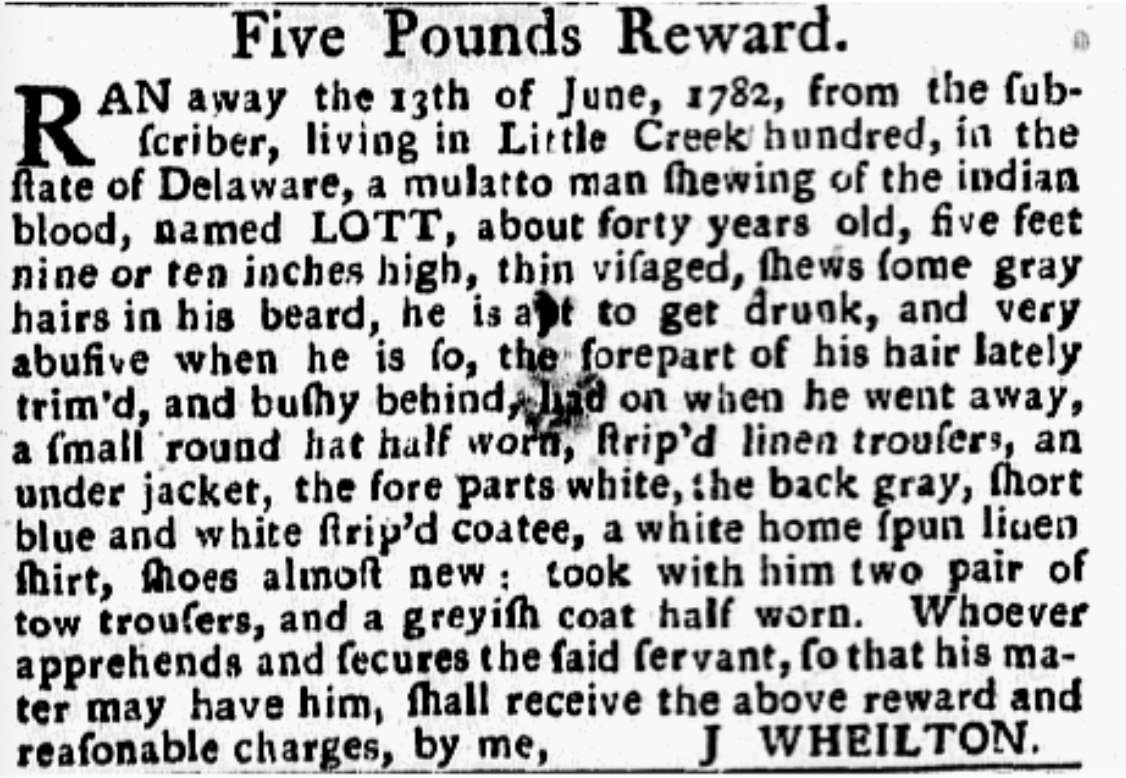 Five Pounds Reward.
RAN away the 13th of June, 1782, from the ſub-
ſcriber, living in Little Creek hundred, in the
ſtate of Delaware, a mulatto man ſhewing of the indian
blood, named LOTT, about forty years old, five feet
nine or ten inches high, thin viſaged, ſhews ſome gray
hairs in his beard, he is apt to get drunk, and very
abuſive when he is ſo, the forepart of his hair lately
trim'd, and buſhy behind, had on when he went away,
a ſmall round hat half worn, ſtrip'd linen trouſers, an
under jacket, the fore parts white, the back gray, ſhort
blue and white ſtrip'd coatee, a white home ſpun linen
ſhirt, ſhoes almoſt new : took with him two pair of
tow trouſers, and a greyiſh coat half worn. Whoever
apprehends and ſecures the ſaid ſervant, ſo that his ma-
ter may have him, ſhall receive the above reward and
reaſonable charges, by me, J WHEILTON.